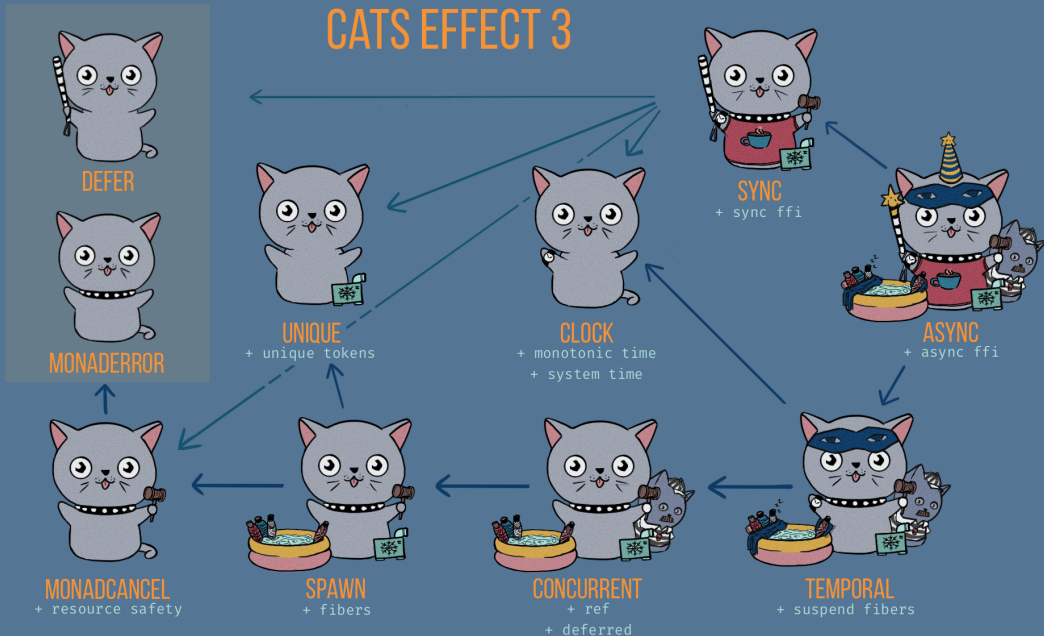 CATS EFFECT 3
DEFER
MONADERROR
UNIQUE
+ unique tokens
CLOCK
+ monotonic time
+ system time
SYNC
+ sync ffi
ASYNC
+ async ffi
MONADCANCEL
+ resource safety
SPAWN
+ fibers
CONCURRENT
+ ref
+ deferred
TEMPORAL
+ suspend fibers